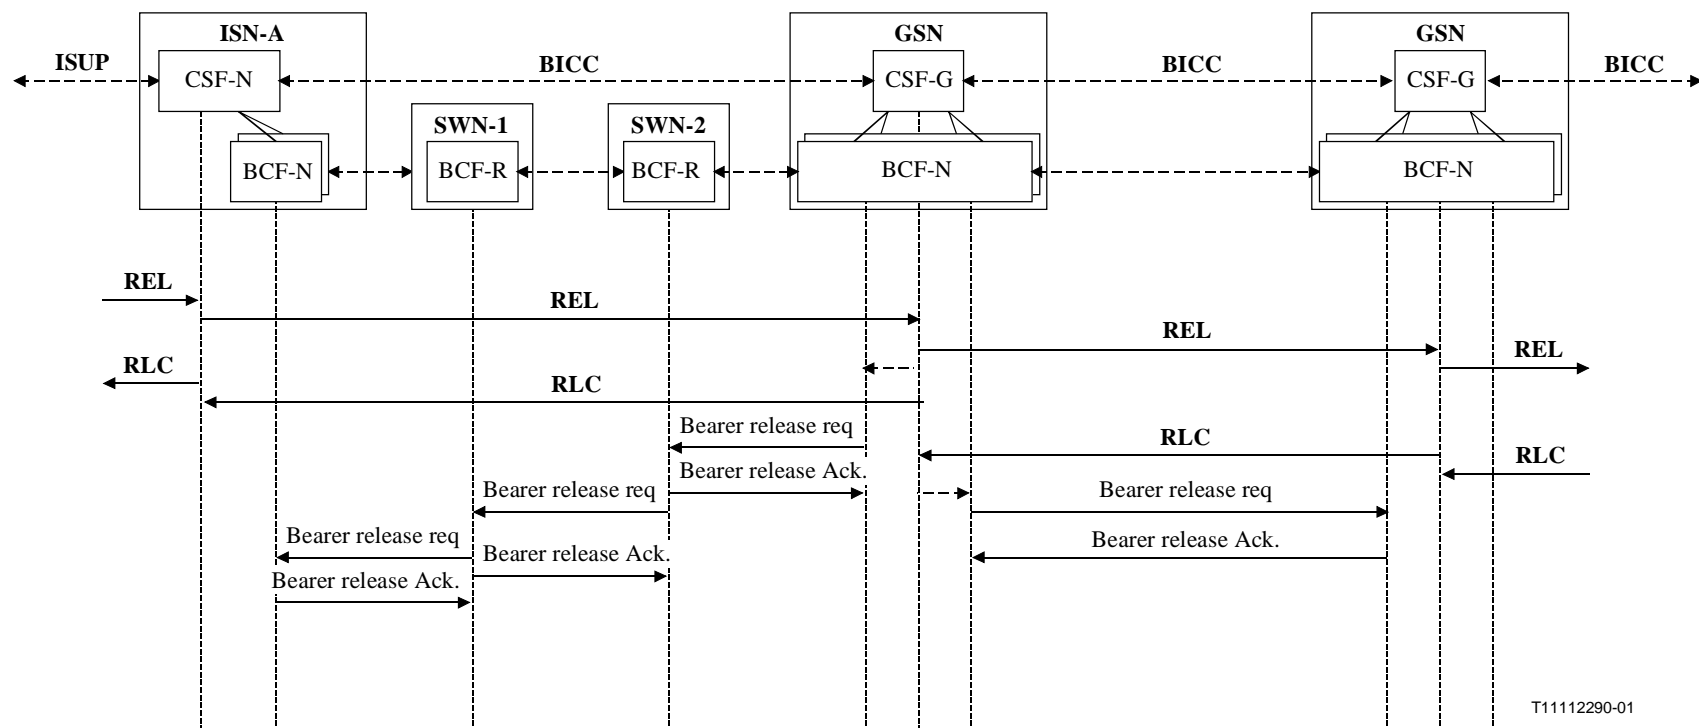 ISN-A
GSN
GSN
ISUP
CSF-N
BICC
CSF-G
BICC
CSF-G
BICC
SWN-1
SWN-2
BCF-N
BCF-R
BCF-R
BCF-N
BCF-N
REL
REL
REL
REL
RLC
RLC
Bearer release req
RLC
RLC
Bearer release Ack.
Bearer release req
Bearer release req
Bearer release req
Bearer release Ack.
Bearer release Ack.
Bearer release Ack.
T11112290-01